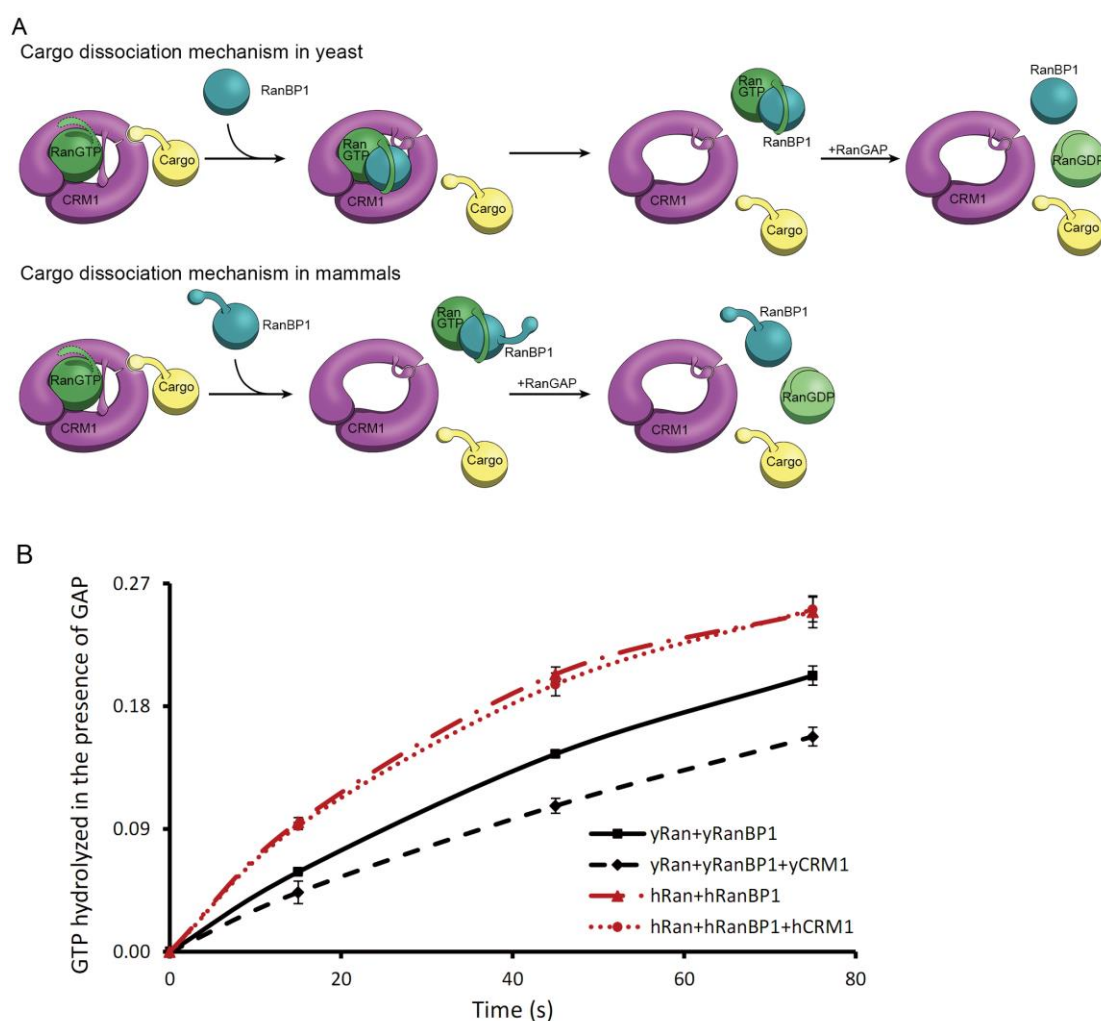 A
Cargo dissociation mechanism in yeast
RanBP1
RanGTP
Cargo
CRM1
Ran
GTP
CRM1
Cargo
Ran
GTP
RanBP1
CRM1
Cargo
+RanGAP
RanBP1
RanGDP
CRM1
Cargo
Cargo dissociation mechanism in mammals
RanBP1
RanGTP
Cargo
CRM1
Ran
GTP
RanBP1
CRM1
Cargo
+RanGAP
RanBP1
RanGDP
CRM1
Cargo
B
GTP hydrolyzed in the presence of GAP
0.27
0.18
0.09
0.00
yRan+yRanBP1
yRan+yRanBP1+yCRM1
hRan+hRanBP1
hRan+hRanBP1+hCRM1
0 20 40 60 80
Time (s)